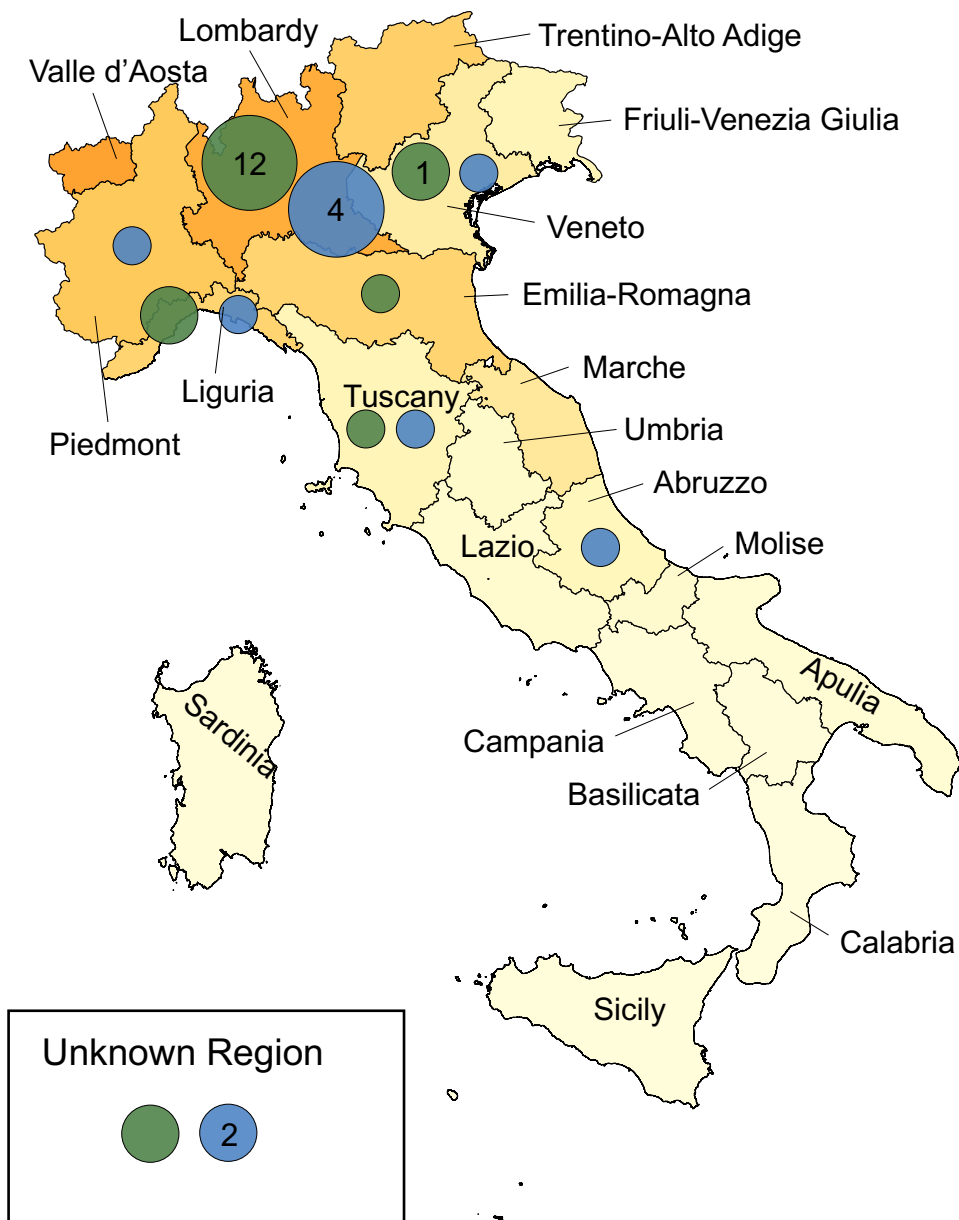 Lombardy
Trentino-Alto Adige
Valle d’Aosta
Friuli-Venezia Giulia
12
1
4
Veneto
Emilia-Romagna
Marche
Liguria
Tuscany
Piedmont
Umbria
Abruzzo
Lazio
Molise
Apulia
Sardinia
Campania
Basilicata
Calabria
Sicily
Unknown Region
2